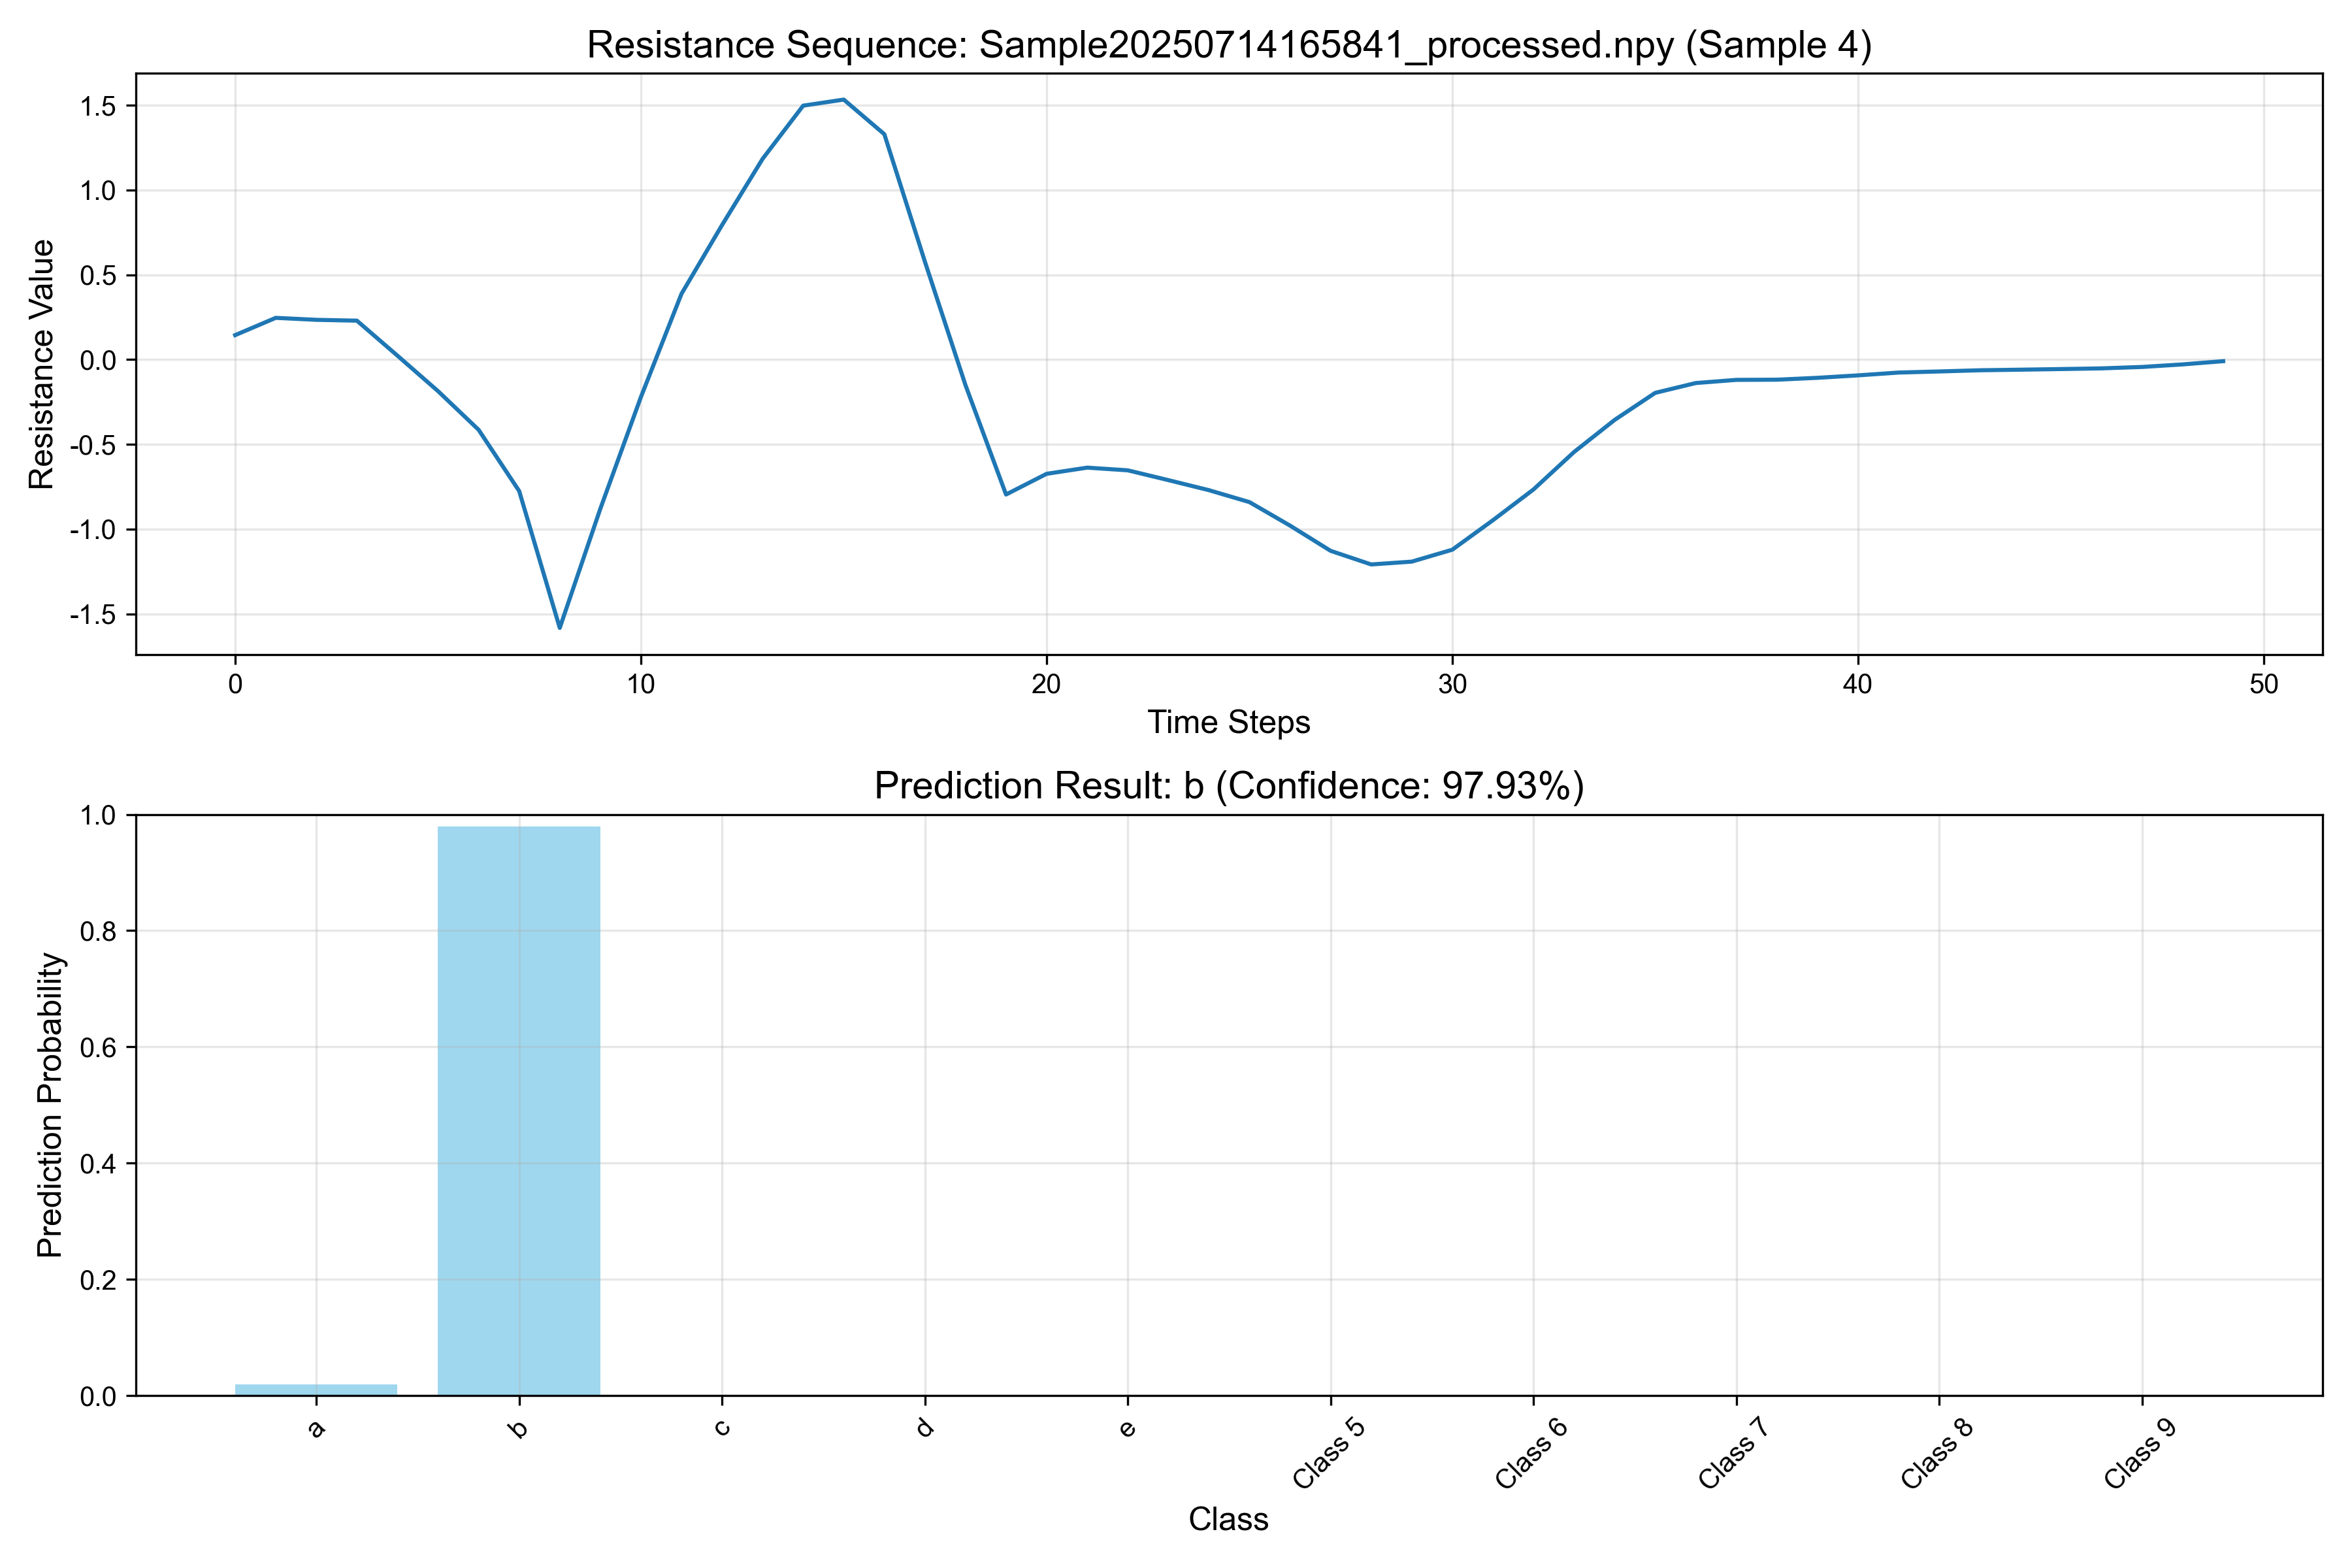 Resistance Sequence: Sample20250714165841_processed.npy (Sample 4)
Resistance Value
1.5
1.0
0.5
0.0
-0.5
-1.0
-1.5
0 10 20 30 40 50
Time Steps
Prediction Result: b (Confidence: 97.93%)
Prediction Probability
1.0
0.8
0.6
0.4
0.2
0.0
a b c d e Class 5 Class 6 Class 7 Class 8 Class 9
Class